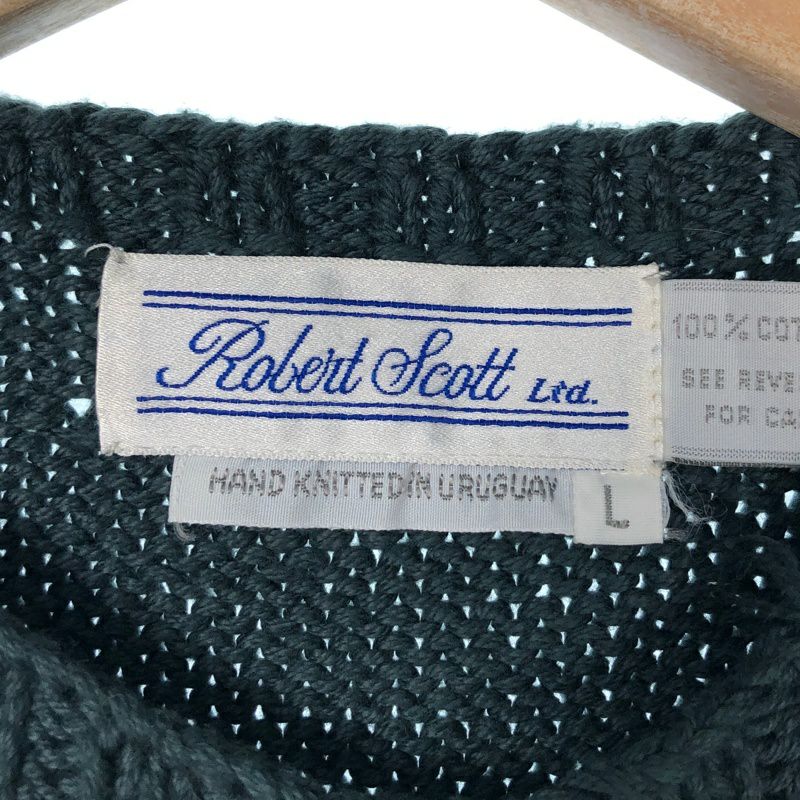 Robert Scott Ltd.
HAND KNITTED IN URUGUAY
L
100% COT
SEE REVE
FOR CA